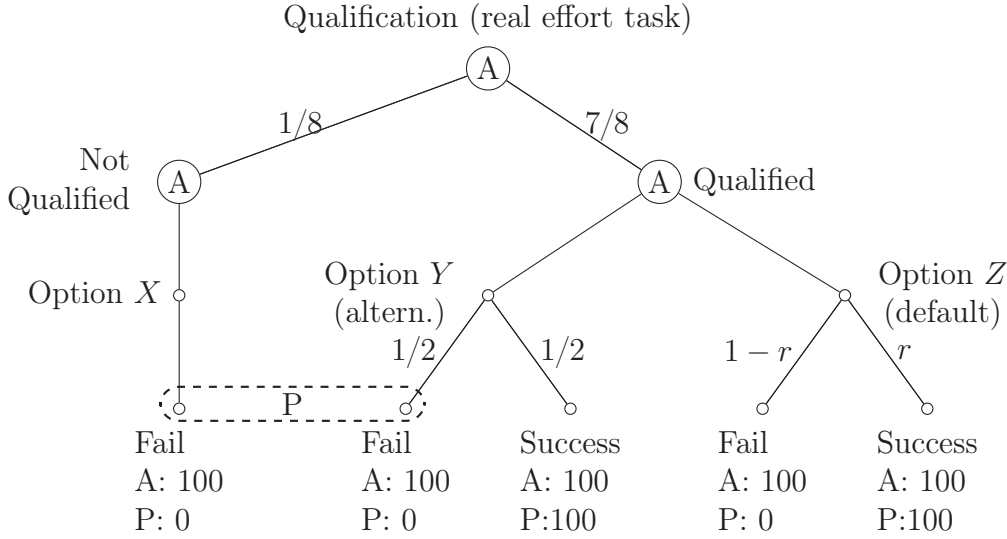 Qualification (real effort task)
A
1/8
7/8
Not
Qualified
A
A
Qualified
Option X
Option Y
(altern.)
Option Z
(default)
1/2
1/2
1 − r
r
P
Fail
A: 100
P: 0
Fail
A: 100
P: 0
Success
A: 100
P:100
Fail
A: 100
P: 0
Success
A: 100
P:100